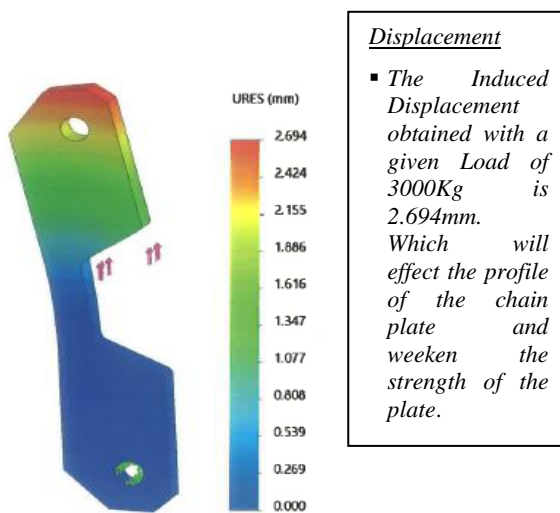 URES (mm)
2.694
2.424
2.155
1.886
1.616
1.347
1.077
0.808
0.539
0.269
0.000
Displacement
▪ The Induced
Displacement
obtained with a
given Load of
3000Kg is
2.694mm.
Which will
effect the profile
of the chain
plate and
weeken the
strength of the
plate.